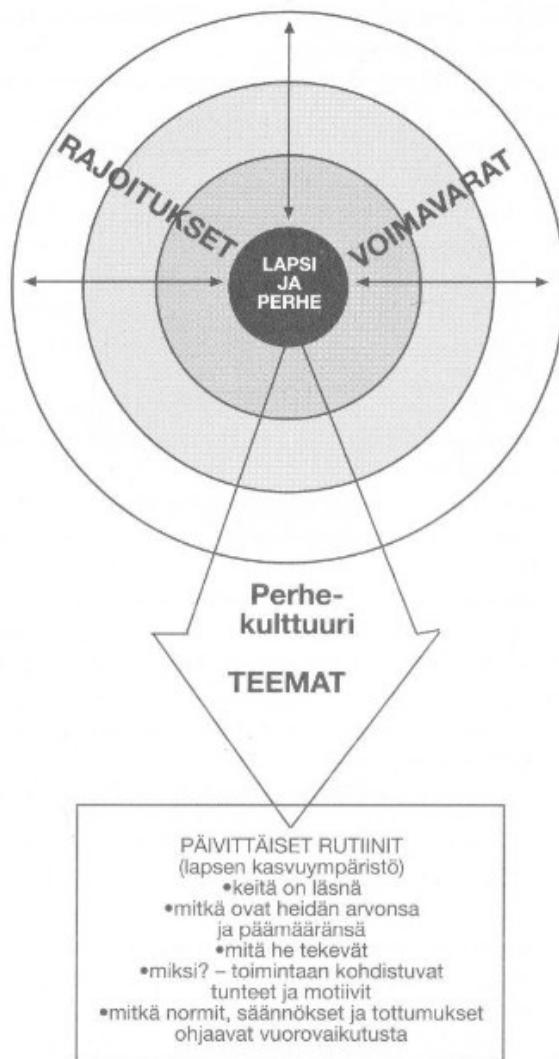 RAJOITUKSET
VOIMAVARAT
LAPSI
JA
PERHE
Perhe-
kulttuuri
TEEMAT
PÄIVITTÄISET RUTIINIT
(lapsen kasvuympäristö)
•keitä on läsnä
•mitkä ovat heidän arvonsa
ja päämääränsä
•mitä he tekevät
•miksi? – toimintaan kohdistuvat
tunteet ja motiivit
•mitkä normit, säännökset ja tottumukset
ohjaavat vuorovaikutusta